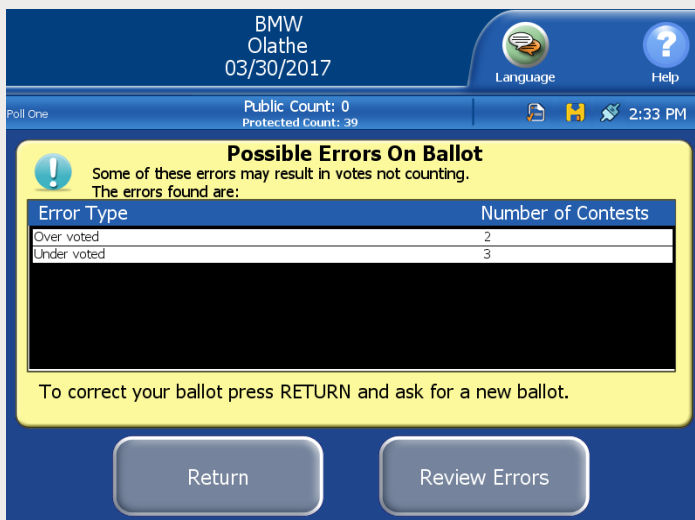 BMW
Olathe
03/30/2017
Language
Help
Poll One
Public Count: 0
Protected Count: 39
2:33 PM
Possible Errors On Ballot
Some of these errors may result in votes not counting.
The errors found are:
Error Type Number of Contests
Over voted 2
Under voted 3
To correct your ballot press RETURN and ask for a new ballot.
Return
Review Errors